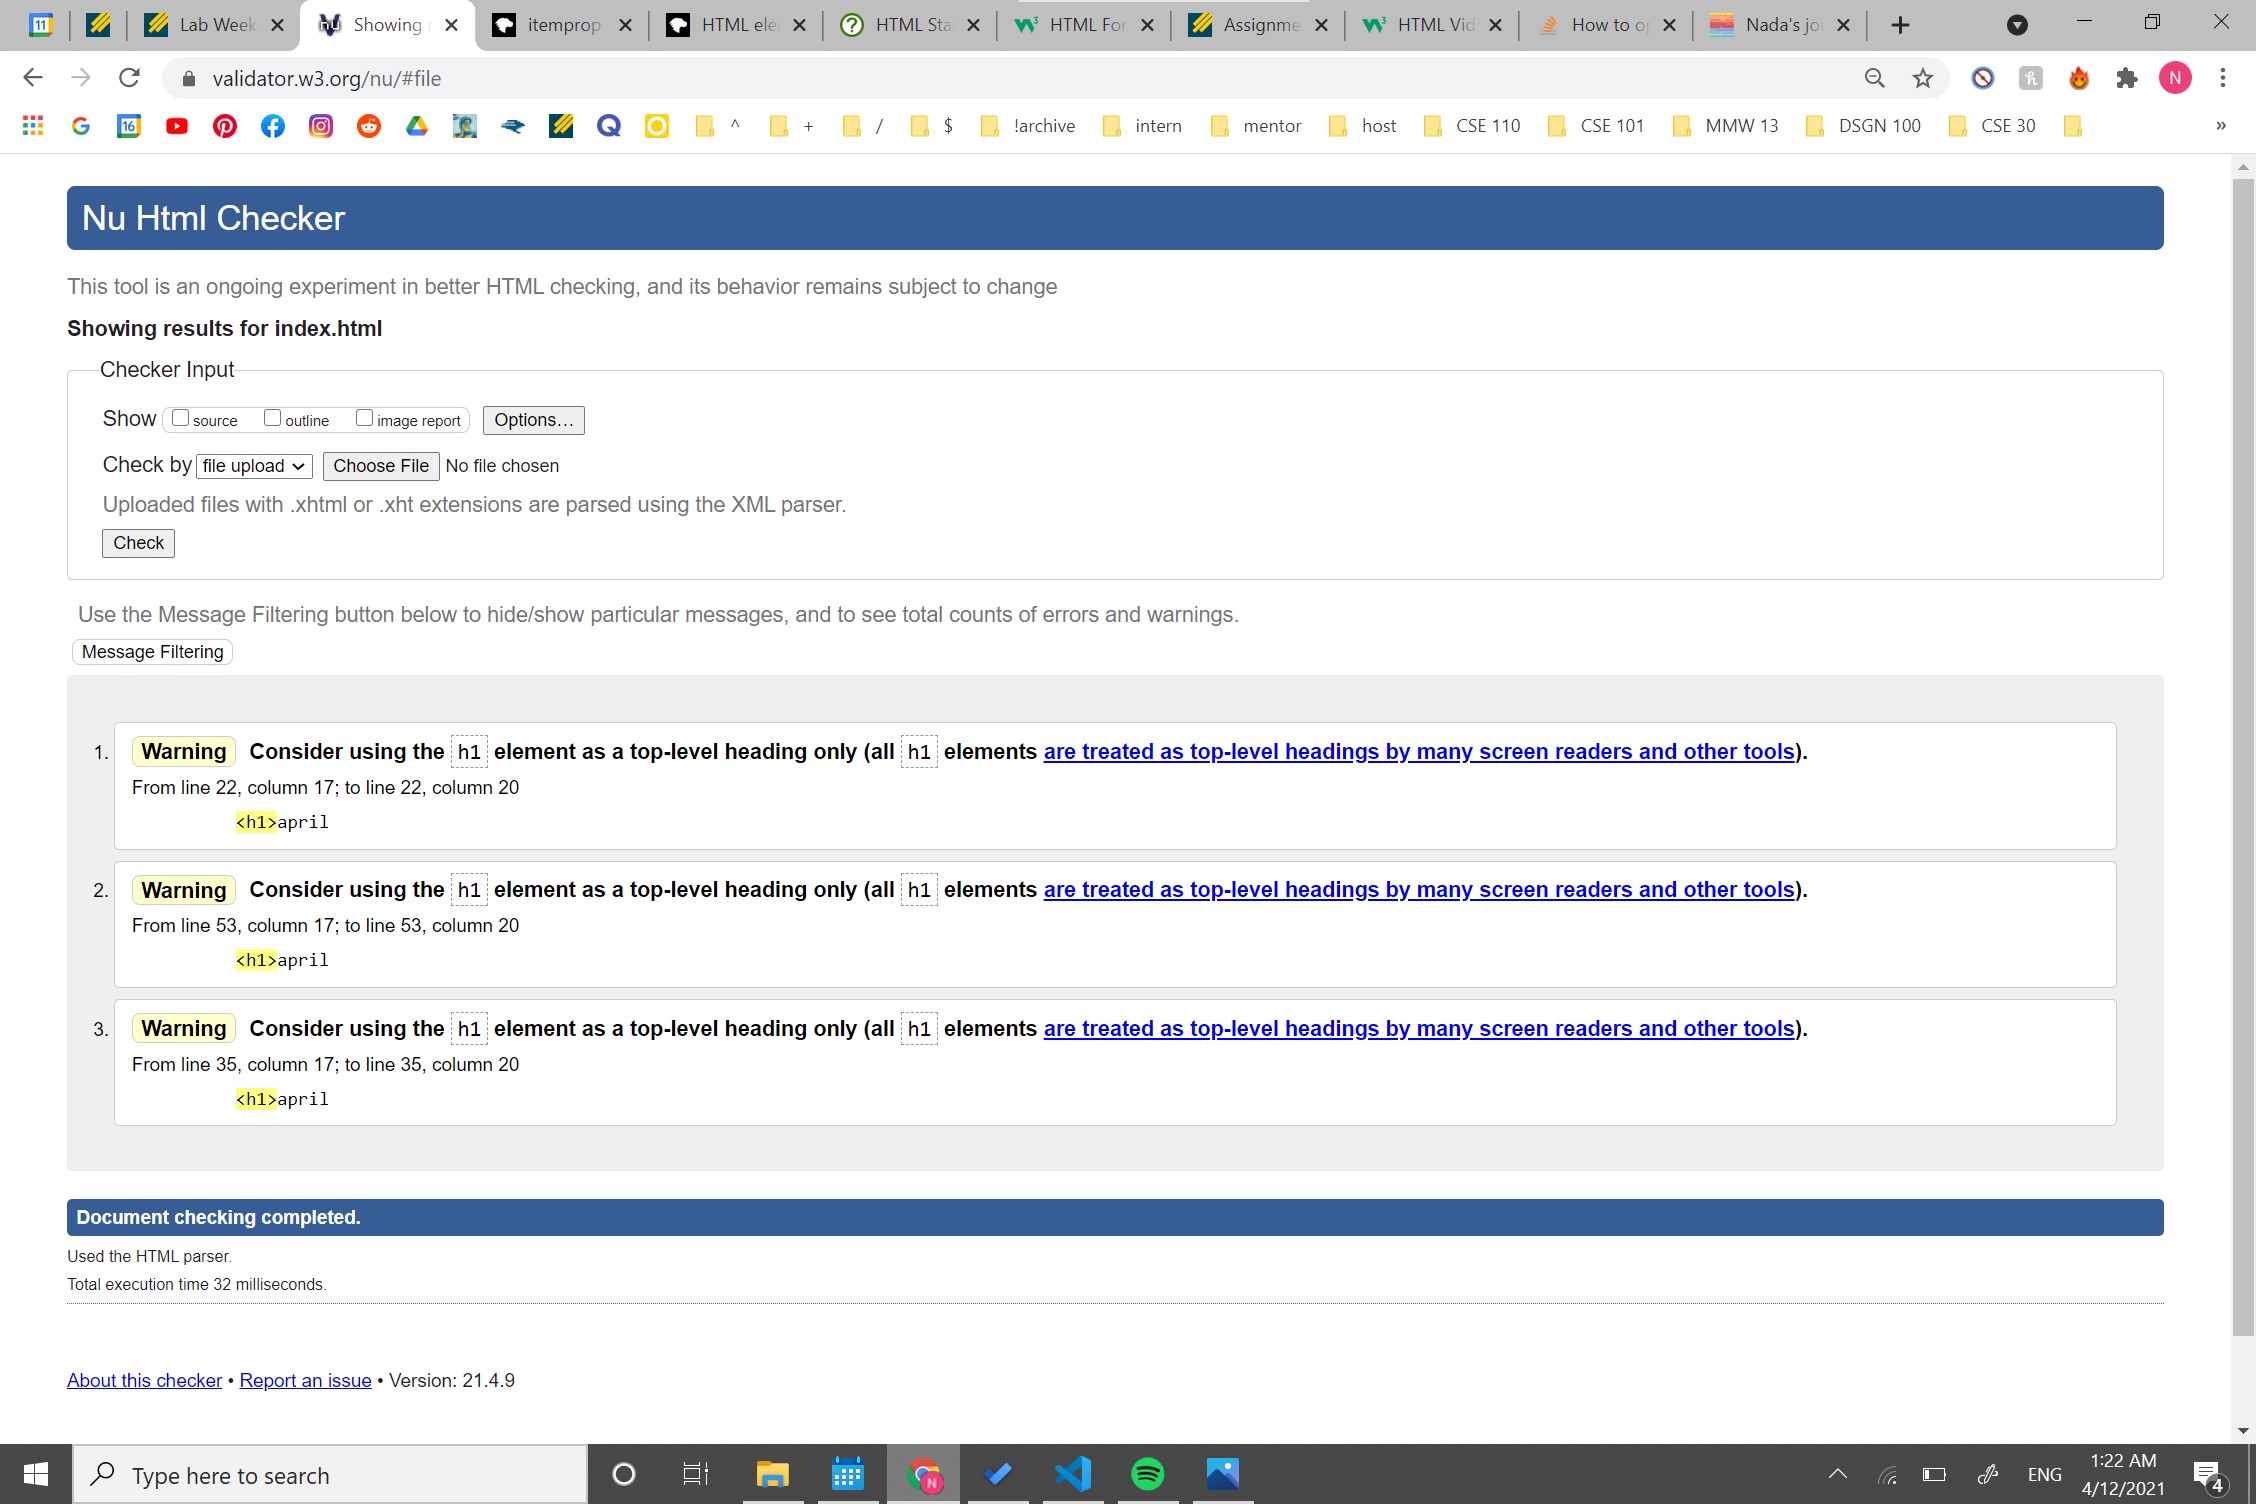 Lab Week
Showing
itemprop
HTML ele
HTML Sta
HTML For
Assignme
HTML Vid
How to o
Nada's jo
validator.w3.org/nu/#file
N
^
+
/
$
!archive
intern
mentor
host
CSE 110
CSE 101
MMW 13
DSGN 100
CSE 30
»
Nu Html Checker
This tool is an ongoing experiment in better HTML checking, and its behavior remains subject to change
Showing results for index.html
Checker Input
Show source outline image report Options...
Check by file upload Choose File No file chosen
Uploaded files with .xhtml or .xht extensions are parsed using the XML parser.
Check
Use the Message Filtering button below to hide/show particular messages, and to see total counts of errors and warnings.
Message Filtering
1. Warning Consider using the h1 element as a top-level heading only (all h1 elements are treated as top-level headings by many screen readers and other tools).
From line 22, column 17; to line 22, column 20
<h1>april
2. Warning Consider using the h1 element as a top-level heading only (all h1 elements are treated as top-level headings by many screen readers and other tools).
From line 53, column 17; to line 53, column 20
<h1>april
3. Warning Consider using the h1 element as a top-level heading only (all h1 elements are treated as top-level headings by many screen readers and other tools).
From line 35, column 17; to line 35, column 20
<h1>april
Document checking completed.
Used the HTML parser.
Total execution time 32 milliseconds.
About this checker • Report an issue • Version: 21.4.9
Type here to search
ENG
1:22 AM
4/12/2021
4